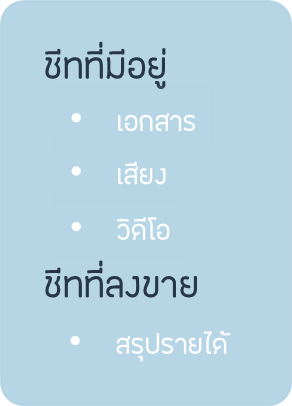 ชีทที่มีอยู่
• เอกสาร
• เสียง
• วิดีโอ
ชีทที่ลงขาย
• สรุปรายได้